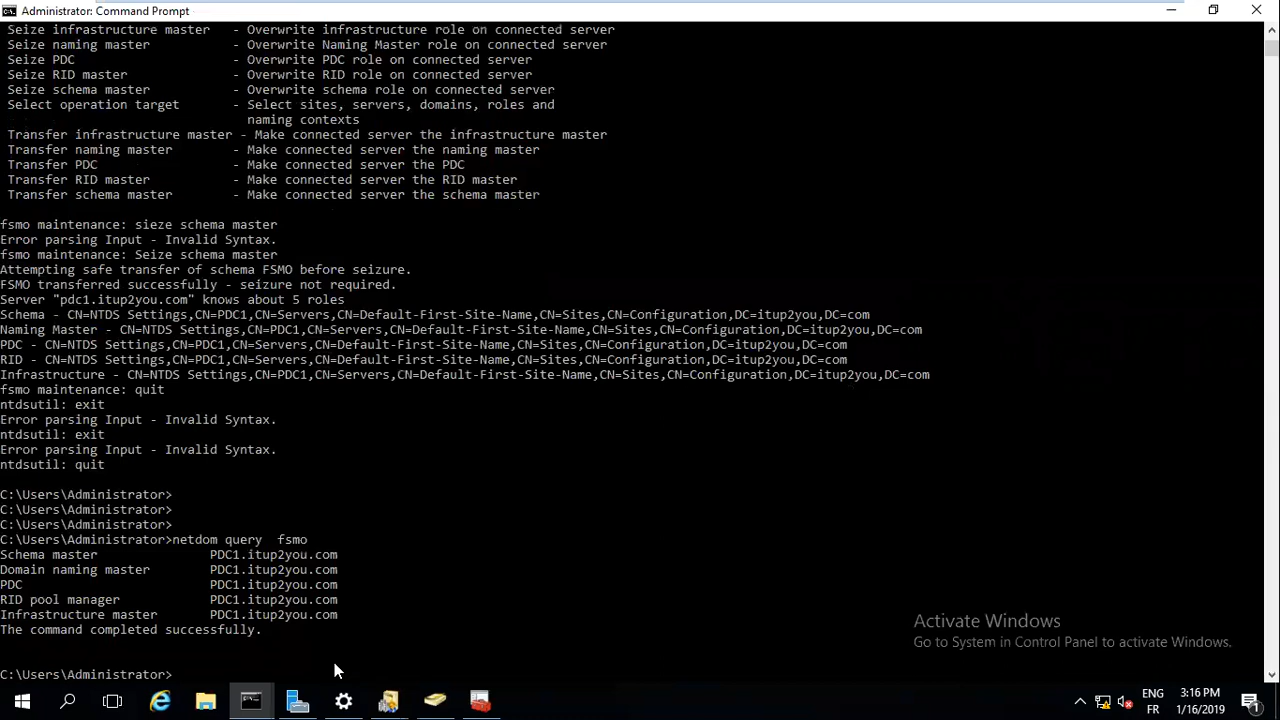 Administrator: Command Prompt
Seize infrastructure master - Overwrite infrastructure role on connected server
Seize naming master - Overwrite Naming Master role on connected server
Seize PDC - Overwrite PDC role on connected server
Seize RID master - Overwrite RID role on connected server
Seize schema master - Overwrite schema role on connected server
Select operation target - Select sites, servers, domains, roles and
naming contexts
Transfer infrastructure master - Make connected server the infrastructure master
Transfer naming master - Make connected server the naming master
Transfer PDC - Make connected server the PDC
Transfer RID master - Make connected server the RID master
Transfer schema master - Make connected server the schema master
fsmo maintenance: sieze schema master
Error parsing Input - Invalid Syntax.
fsmo maintenance: Seize schema master
Attempting safe transfer of schema FSMO before seizure.
FSMO transferred successfully - seizure not required.
Server "pdc1.itup2you.com" knows about 5 roles
Schema - CN=NTDS Settings,CN=PDC1,CN=Servers,CN=Default-First-Site-Name,CN=Sites,CN=Configuration,DC=itup2you,DC=com
Naming Master - CN=NTDS Settings,CN=PDC1,CN=Servers,CN=Default-First-Site-Name,CN=Sites,CN=Configuration,DC=itup2you,DC=com
PDC - CN=NTDS Settings,CN=PDC1,CN=Servers,CN=Default-First-Site-Name,CN=Sites,CN=Configuration,DC=itup2you,DC=com
RID - CN=NTDS Settings,CN=PDC1,CN=Servers,CN=Default-First-Site-Name,CN=Sites,CN=Configuration,DC=itup2you,DC=com
Infrastructure - CN=NTDS Settings,CN=PDC1,CN=Servers,CN=Default-First-Site-Name,CN=Sites,CN=Configuration,DC=itup2you,DC=com
fsmo maintenance: quit
ntdsutil: exit
Error parsing Input - Invalid Syntax.
ntdsutil: exit
Error parsing Input - Invalid Syntax.
ntdsutil: quit
C:\Users\Administrator>
C:\Users\Administrator>
C:\Users\Administrator>
C:\Users\Administrator>netdom query  fsmo
Schema master PDC1.itup2you.com
Domain naming master PDC1.itup2you.com
PDC PDC1.itup2you.com
RID pool manager PDC1.itup2you.com
Infrastructure master PDC1.itup2you.com
The command completed successfully.
C:\Users\Administrator>
Activate Windows
Go to System in Control Panel to activate Windows.
ENG
FR
3:16 PM
1/16/2019
1